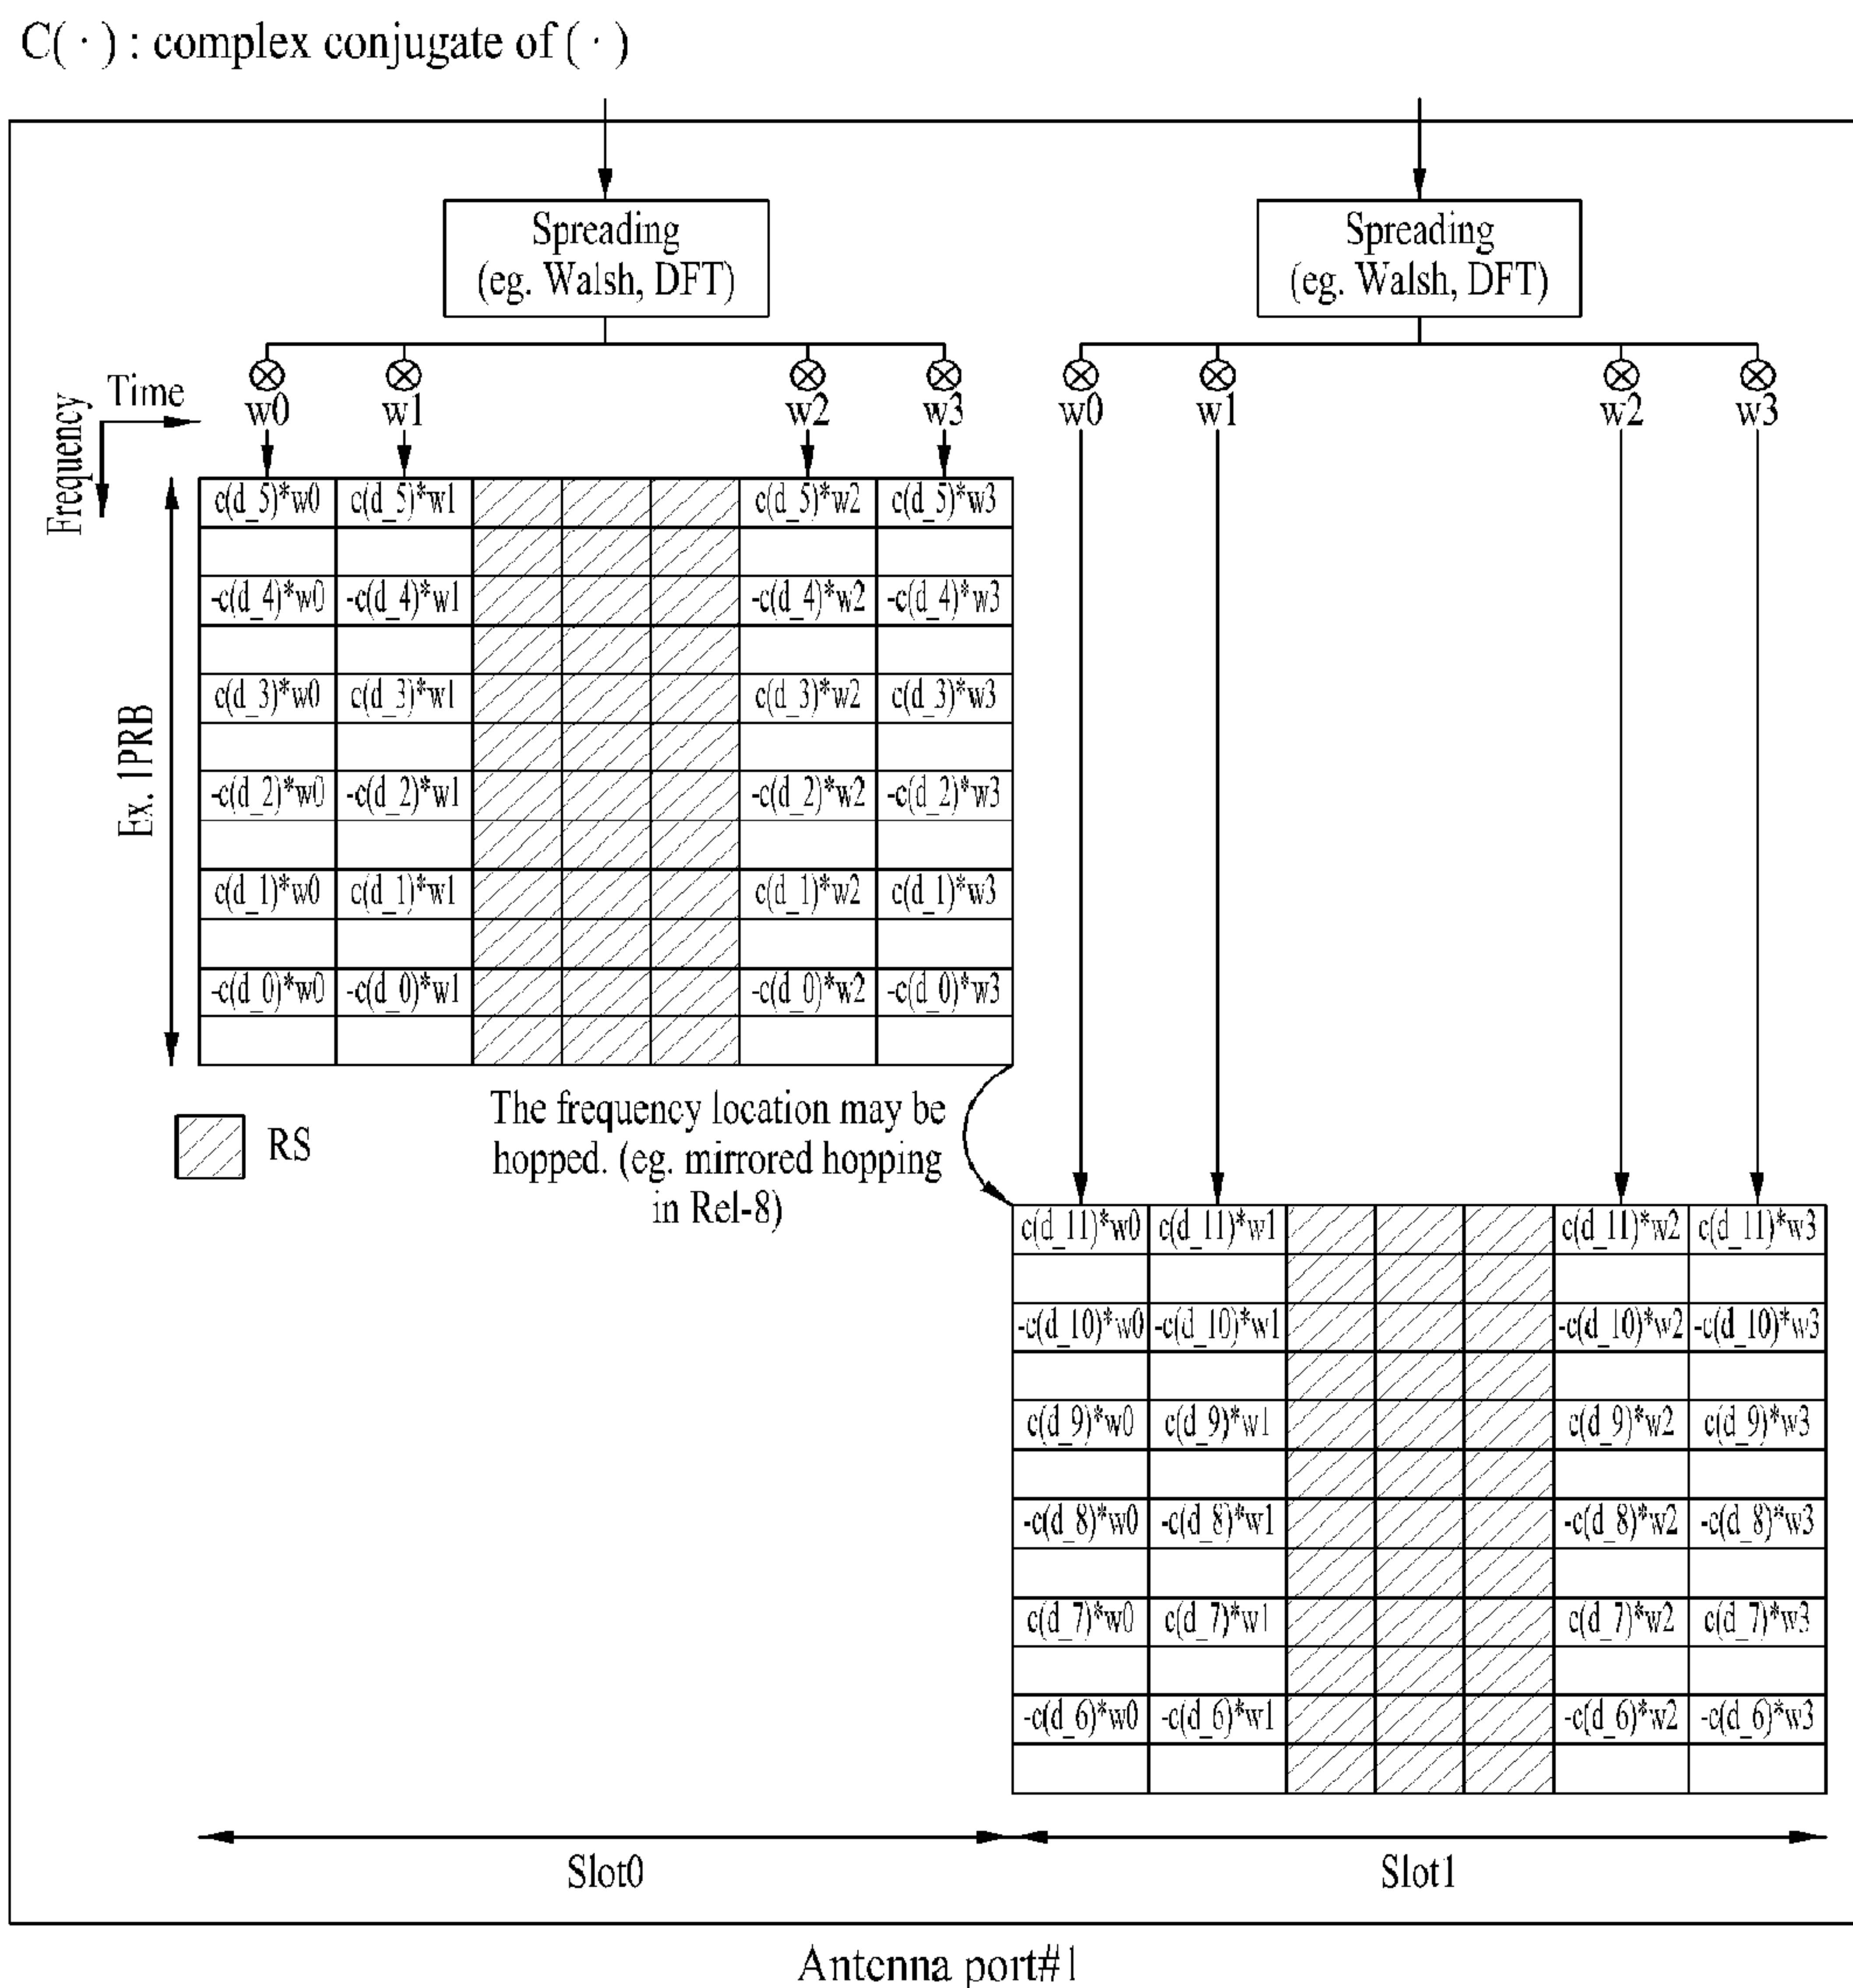 C( · ) : complex conjugate of ( · )
Spreading
(eg. Walsh, DFT)
Spreading
(eg. Walsh, DFT)
Time
Frequency
w0 w1 w2 w3 w0 w1 w2 w3
c(d_5)*w0 c(d_5)*w1 c(d_5)*w2 c(d_5)*w3
-c(d_4)*w0 -c(d_4)*w1 -c(d_4)*w2 -c(d_4)*w3
c(d_3)*w0 c(d_3)*w1 c(d_3)*w2 c(d_3)*w3
-c(d_2)*w0 -c(d_2)*w1 -c(d_2)*w2 -c(d_2)*w3
c(d_1)*w0 c(d_1)*w1 c(d_1)*w2 c(d_1)*w3
-c(d_0)*w0 -c(d_0)*w1 -c(d_0)*w2 -c(d_0)*w3
Ex. 1PRB
RS
The frequency location may be
hopped. (eg. mirrored hopping
in Rel-8)
c(d_11)*w0 c(d_11)*w1 c(d_11)*w2 c(d_11)*w3
-c(d_10)*w0 -c(d_10)*w1 -c(d_10)*w2 -c(d_10)*w3
c(d_9)*w0 c(d_9)*w1 c(d_9)*w2 c(d_9)*w3
-c(d_8)*w0 -c(d_8)*w1 -c(d_8)*w2 -c(d_8)*w3
c(d_7)*w0 c(d_7)*w1 c(d_7)*w2 c(d_7)*w3
-c(d_6)*w0 -c(d_6)*w1 -c(d_6)*w2 -c(d_6)*w3
Slot0 Slot1
Antenna port#1